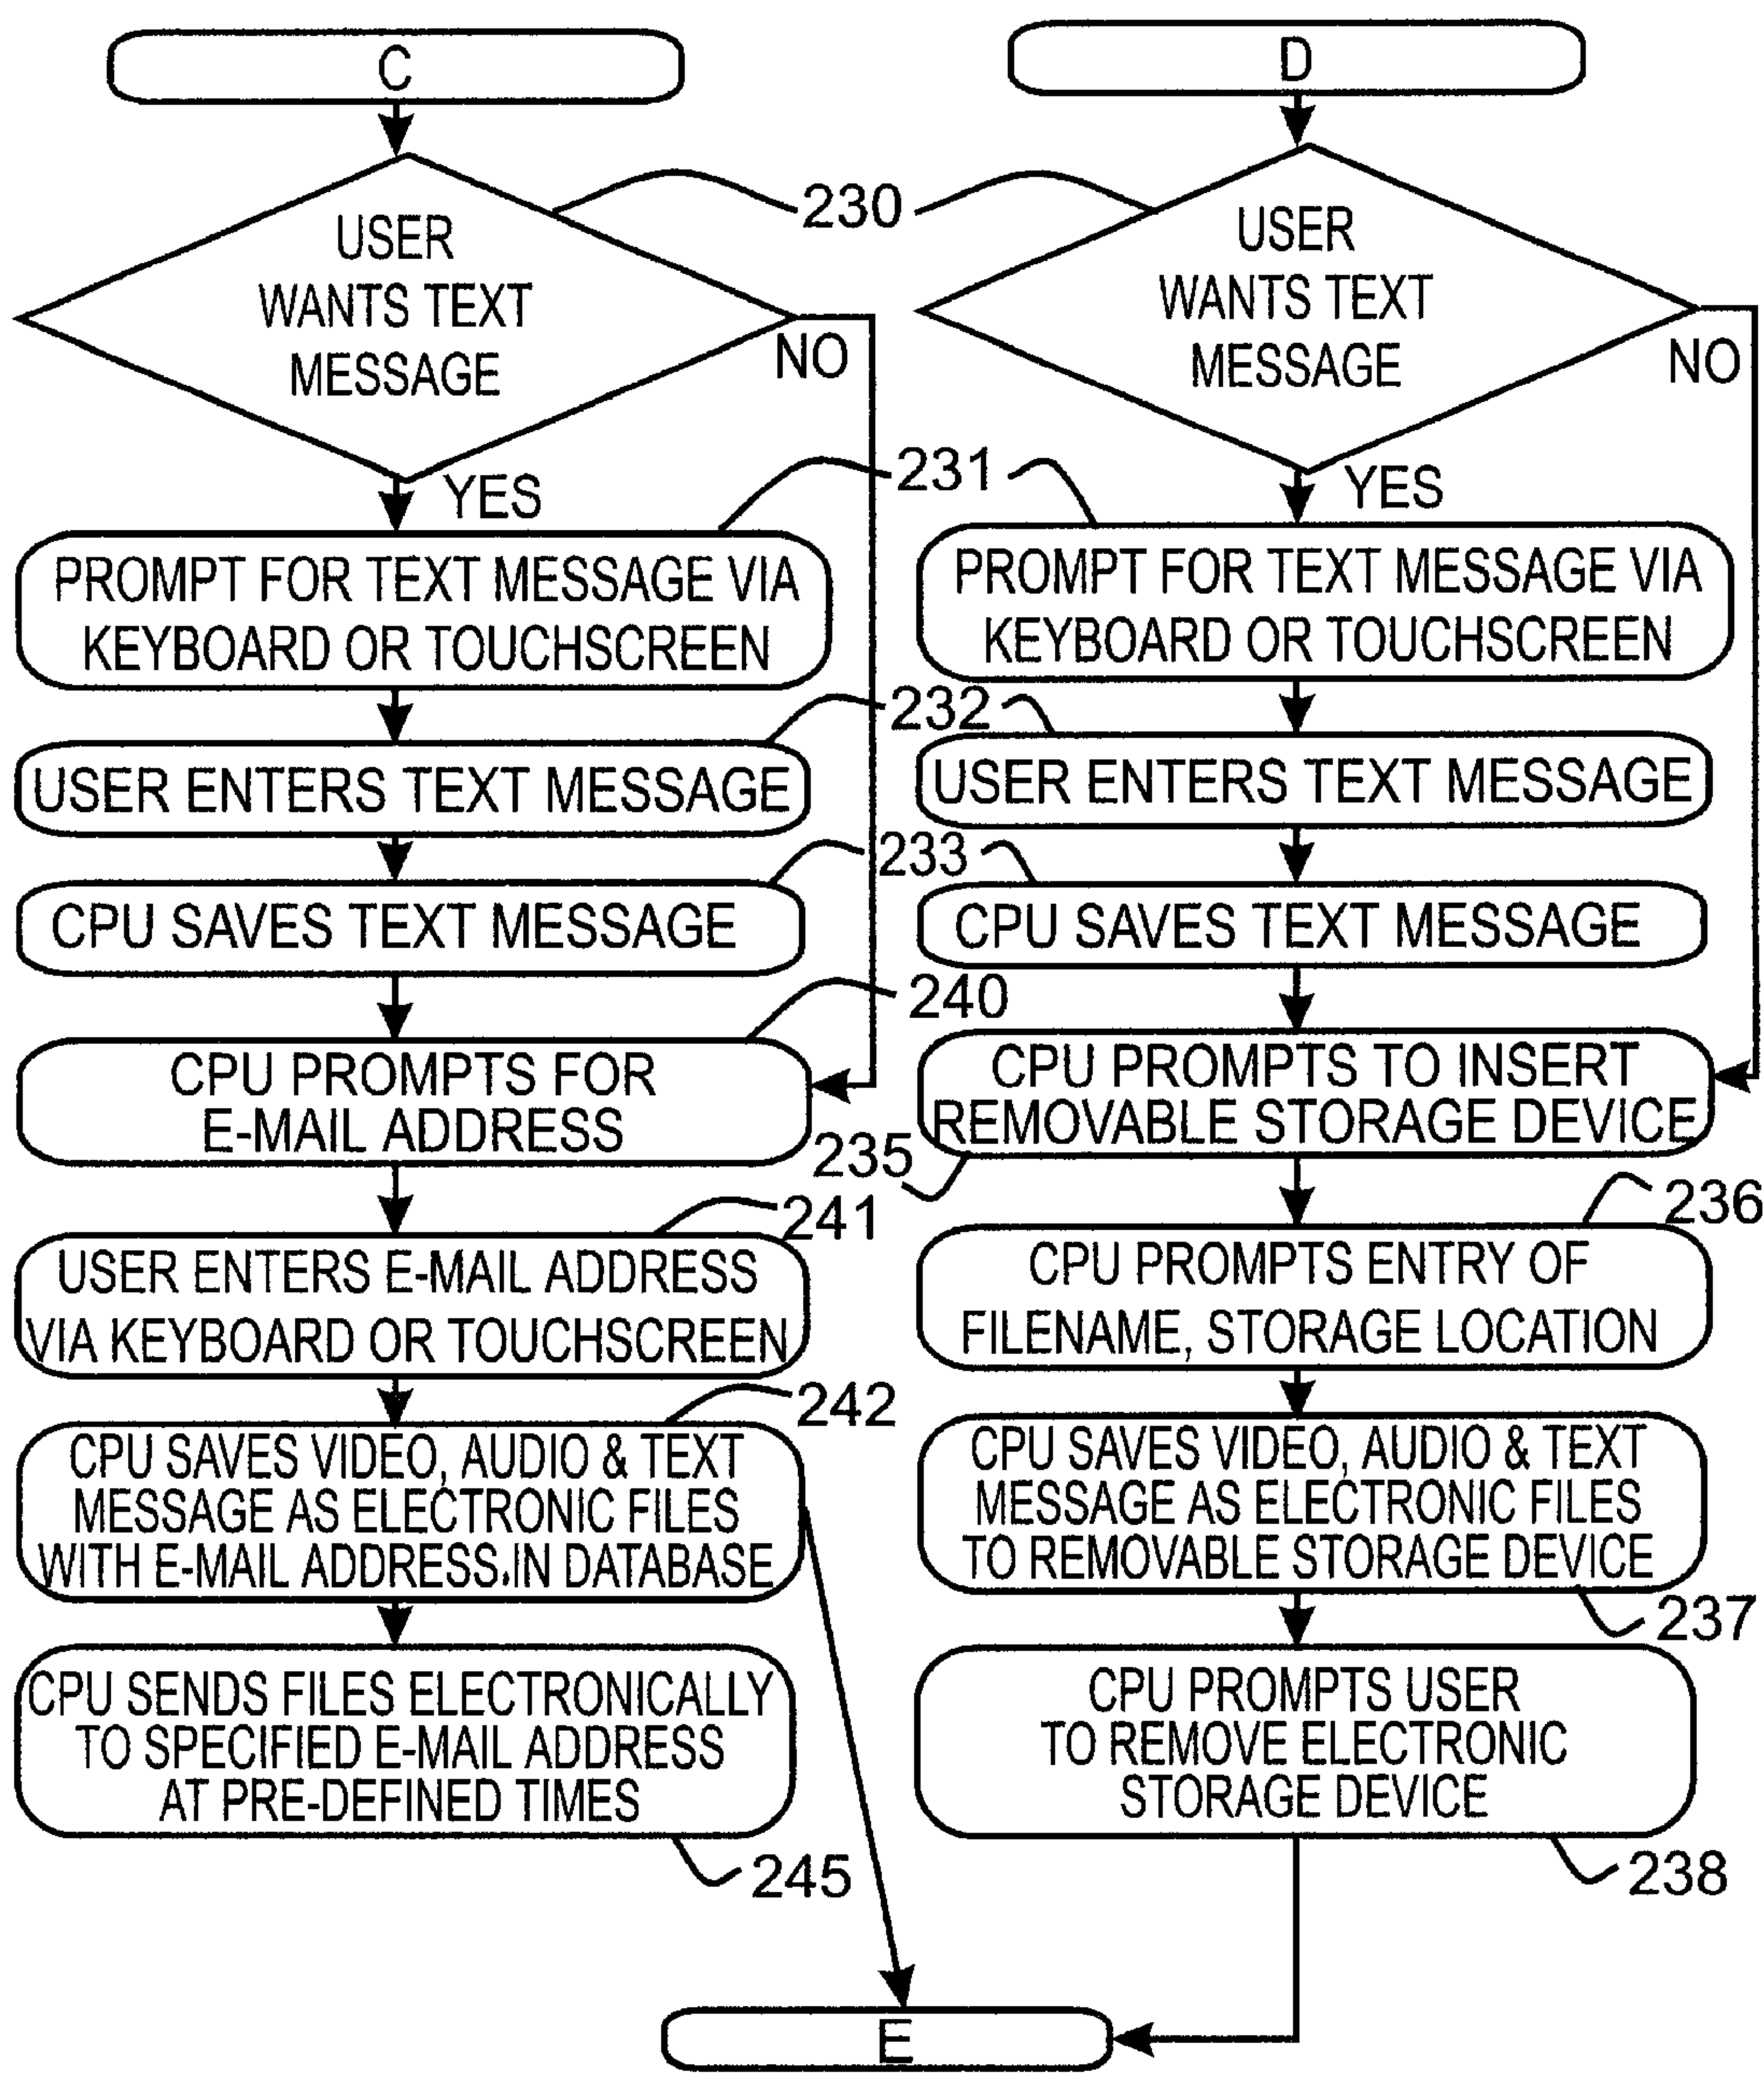 C
230
USER
WANTS TEXT
MESSAGE
NO
YES
231
PROMPT FOR TEXT MESSAGE VIA
KEYBOARD OR TOUCHSCREEN
232
USER ENTERS TEXT MESSAGE
233
CPU SAVES TEXT MESSAGE
240
CPU PROMPTS FOR
E-MAIL ADDRESS
241
USER ENTERS E-MAIL ADDRESS
VIA KEYBOARD OR TOUCHSCREEN
242
CPU SAVES VIDEO, AUDIO & TEXT
MESSAGE AS ELECTRONIC FILES
WITH E-MAIL ADDRESS.IN DATABASE
CPU SENDS FILES ELECTRONICALLY
TO SPECIFIED E-MAIL ADDRESS
AT PRE-DEFINED TIMES
245
D
USER
WANTS TEXT
MESSAGE
NO
YES
PROMPT FOR TEXT MESSAGE VIA
KEYBOARD OR TOUCHSCREEN
USER ENTERS TEXT MESSAGE
CPU SAVES TEXT MESSAGE
CPU PROMPTS TO INSERT
REMOVABLE STORAGE DEVICE
235
236
CPU PROMPTS ENTRY OF
FILENAME, STORAGE LOCATION
CPU SAVES VIDEO, AUDIO & TEXT
MESSAGE AS ELECTRONIC FILES
TO REMOVABLE STORAGE DEVICE
237
CPU PROMPTS USER
TO REMOVE ELECTRONIC
STORAGE DEVICE
238
E